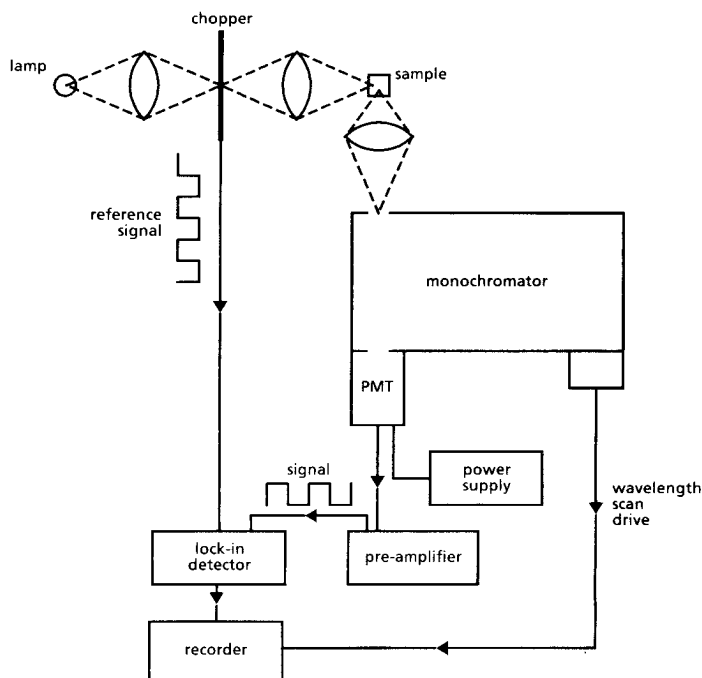 chopper
lamp
sample
reference
signal
monochromator
PMT
signal
power
supply
wavelength
scan
drive
lock-in
detector
pre-amplifier
recorder